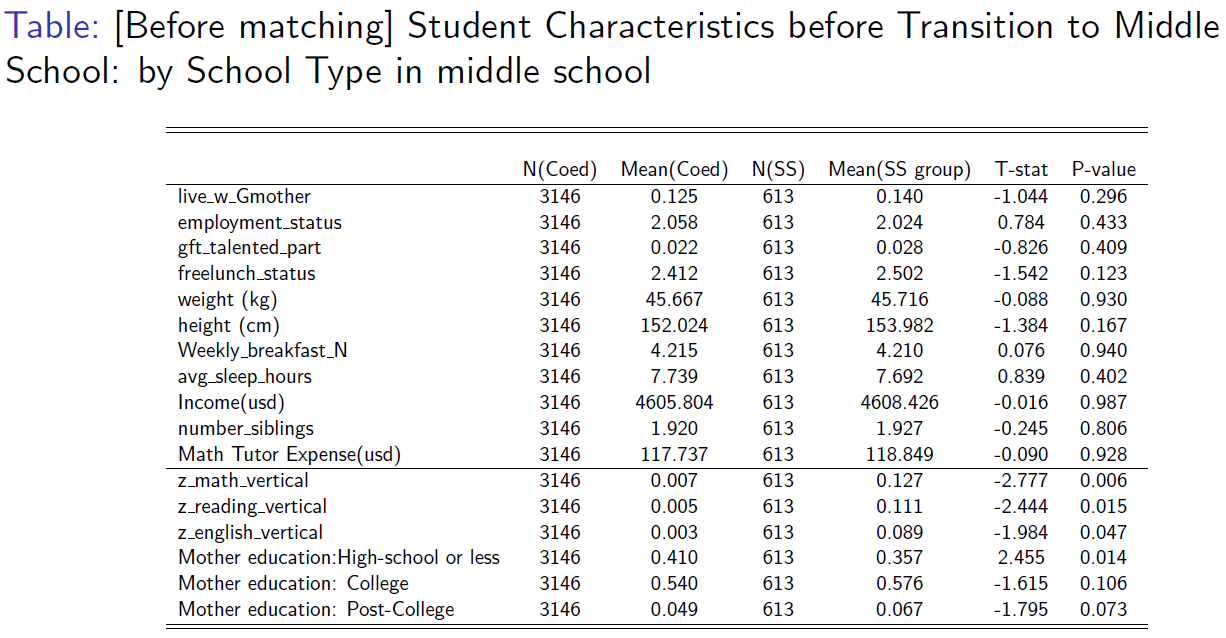 Table: [Before matching] Student Characteristics before Transition to Middle
School: by School Type in middle school
N(Coed) Mean(Coed) N(SS) Mean(SS group) T-stat P-value
live_w_Gmother 3146 0.125 613 0.140 -1.044 0.296
employment_status 3146 2.058 613 2.024 0.784 0.433
gft_talented_part 3146 0.022 613 0.028 -0.826 0.409
freelunch_status 3146 2.412 613 2.502 -1.542 0.123
weight (kg) 3146 45.667 613 45.716 -0.088 0.930
height (cm) 3146 152.024 613 153.982 -1.384 0.167
Weekly_breakfast_N 3146 4.215 613 4.210 0.076 0.940
avg_sleep_hours 3146 7.739 613 7.692 0.839 0.402
Income(usd) 3146 4605.804 613 4608.426 -0.016 0.987
number_siblings 3146 1.920 613 1.927 -0.245 0.806
Math Tutor Expense(usd) 3146 117.737 613 118.849 -0.090 0.928
z_math_vertical 3146 0.007 613 0.127 -2.777 0.006
z_reading_vertical 3146 0.005 613 0.111 -2.444 0.015
z_english_vertical 3146 0.003 613 0.089 -1.984 0.047
Mother education:High-school or less 3146 0.410 613 0.357 2.455 0.014
Mother education: College 3146 0.540 613 0.576 -1.615 0.106
Mother education: Post-College 3146 0.049 613 0.067 -1.795 0.073